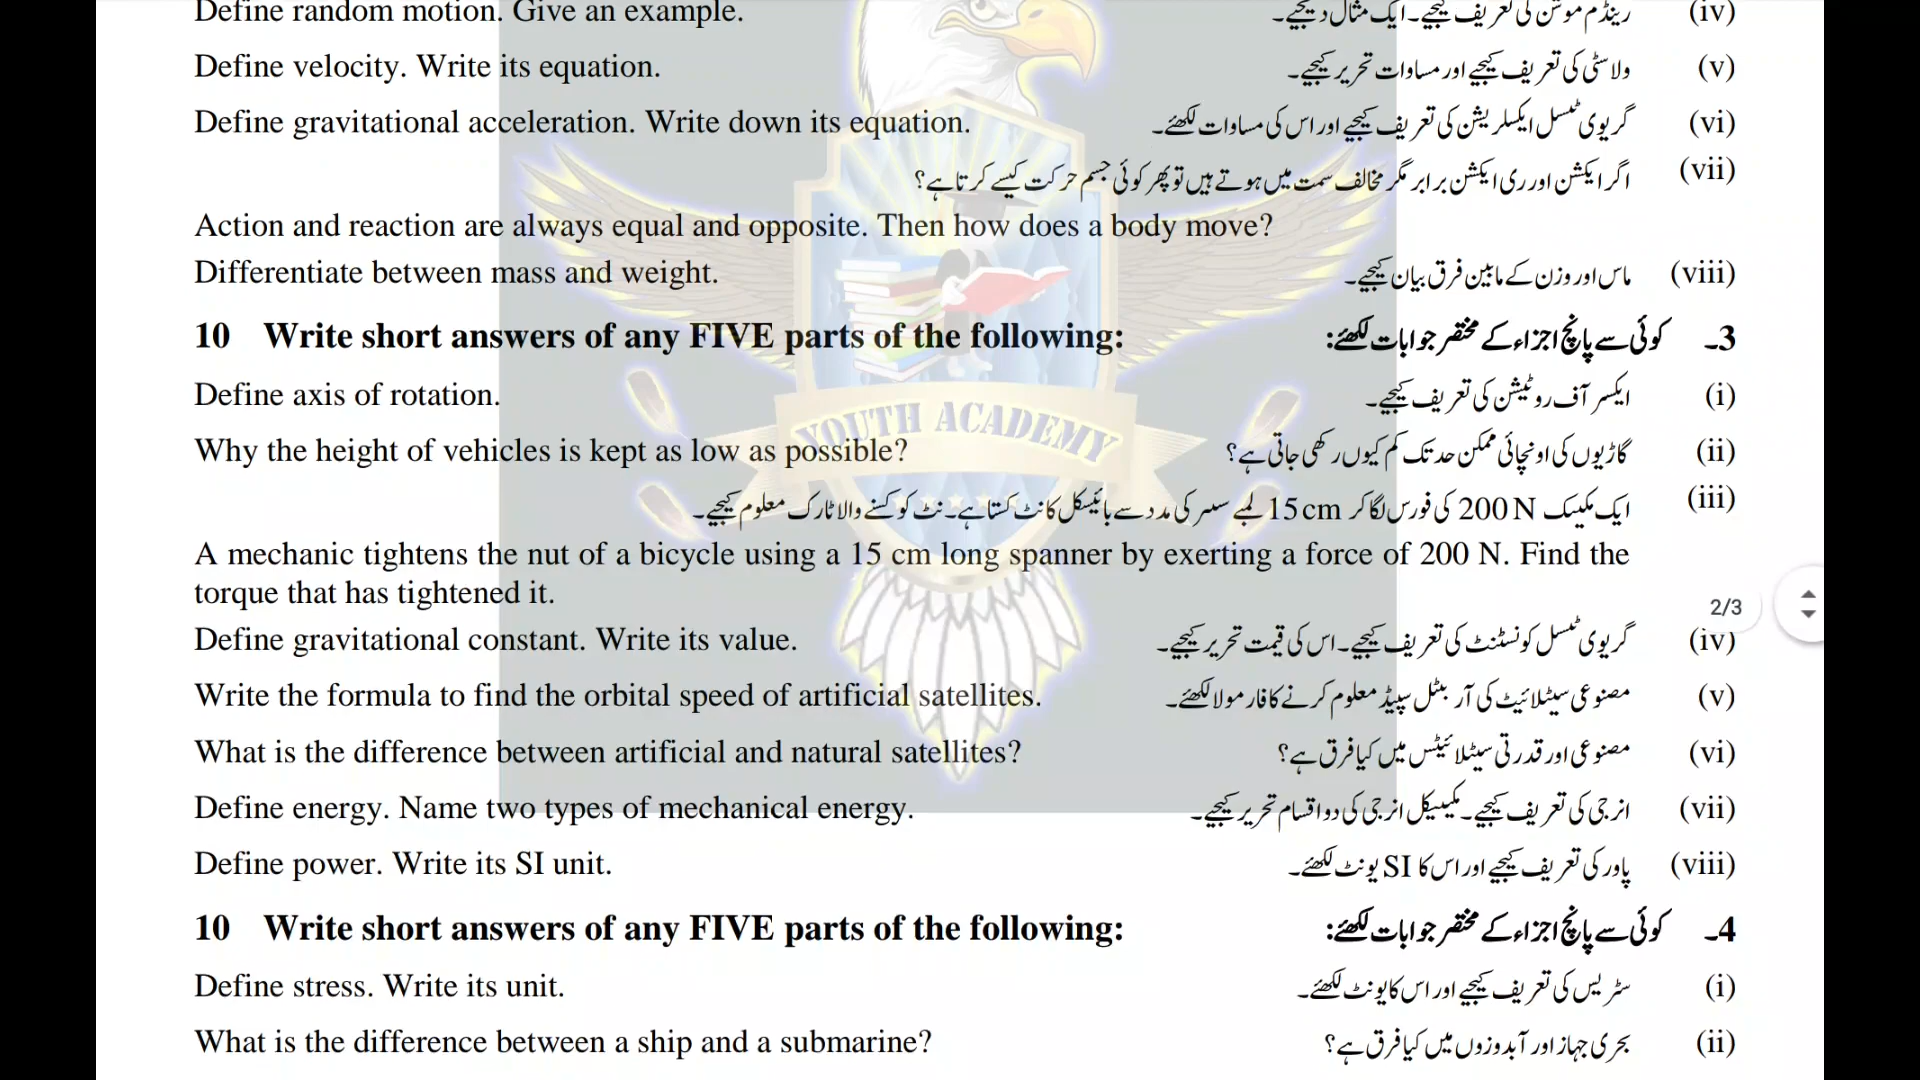 Define random motion. Give an example. رینڈم موشن کی تعریف کیجیے۔ ایک مثال دیجیے۔ (iv)
Define velocity. Write its equation. ولاسٹی کی تعریف کیجیے اور مساوات تحریر کیجیے۔ (v)
Define gravitational acceleration. Write down its equation. گریوی ٹیشنل ایکسلریشن کی تعریف کیجیے اور اس کی مساوات لکھئے۔ (vi)
اگر ایکشن اور ری ایکشن برابر مگر مخالف سمت میں ہوتے ہیں تو پھر کوئی جسم حرکت کیسے کرتا ہے؟ (vii)
Action and reaction are always equal and opposite. Then how does a body move?
Differentiate between mass and weight. ماس اور وزن کے مابین فرق بیان کیجیے۔ (viii)
10 Write short answers of any FIVE parts of the following: کوئی سے پانچ اجزاء کے مختصر جوابات لکھئے: 3۔
Define axis of rotation. ایکسز آف روٹیشن کی تعریف کیجیے۔ (i)
Why the height of vehicles is kept as low as possible? گاڑیوں کی اونچائی ممکن حد تک کم کیوں رکھی جاتی ہے؟ (ii)
ایک مکینک 200 N کی فورس لگا کر 15 cm لمبے سپنر کی مدد سے بائیسکل کا نٹ کستا ہے۔ نٹ کو کسنے والا ٹارک معلوم کیجیے۔ (iii)
A mechanic tightens the nut of a bicycle using a 15 cm long spanner by exerting a force of 200 N. Find the
torque that has tightened it.
2/3
Define gravitational constant. Write its value. گریوی ٹیشنل کونسٹنٹ کی تعریف کیجیے۔ اس کی قیمت تحریر کیجیے۔ (iv)
Write the formula to find the orbital speed of artificial satellites. مصنوعی سیٹلائیٹ کی آربٹل سپیڈ معلوم کرنے کا فارمولا لکھئے۔ (v)
What is the difference between artificial and natural satellites? مصنوعی اور قدرتی سیٹلائیٹس میں کیا فرق ہے؟ (vi)
Define energy. Name two types of mechanical energy. انرجی کی تعریف کیجیے۔ مکینیکل انرجی کی دو اقسام تحریر کیجیے۔ (vii)
Define power. Write its SI unit. پاور کی تعریف کیجیے اور اس کا SI یونٹ لکھئے۔ (viii)
10 Write short answers of any FIVE parts of the following: کوئی سے پانچ اجزاء کے مختصر جوابات لکھئے: 4۔
Define stress. Write its unit. سٹریس کی تعریف کیجیے اور اس کا یونٹ لکھئے۔ (i)
What is the difference between a ship and a submarine? بحری جہاز اور آبدوزوں میں کیا فرق ہے؟ (ii)
YOUTH ACADEMY